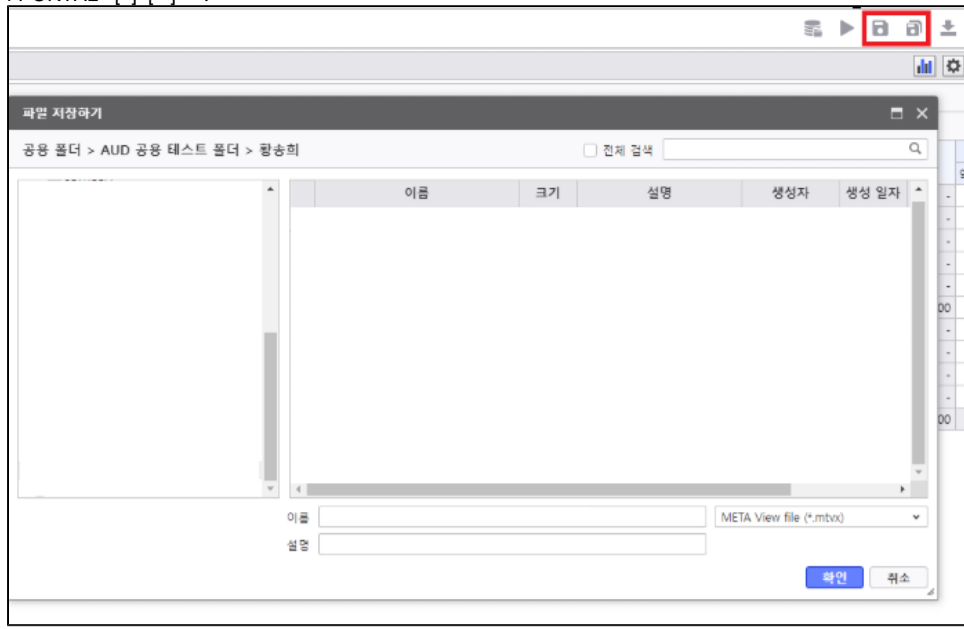 파일 저장하기
공용 폴더 > AUD 공용 테스트 폴더 > 황송희
전체 검색
이름 크기 설명 생성자 생성 일자
00
00
이름
META View file (*.mtvx)
설명
확인 취소